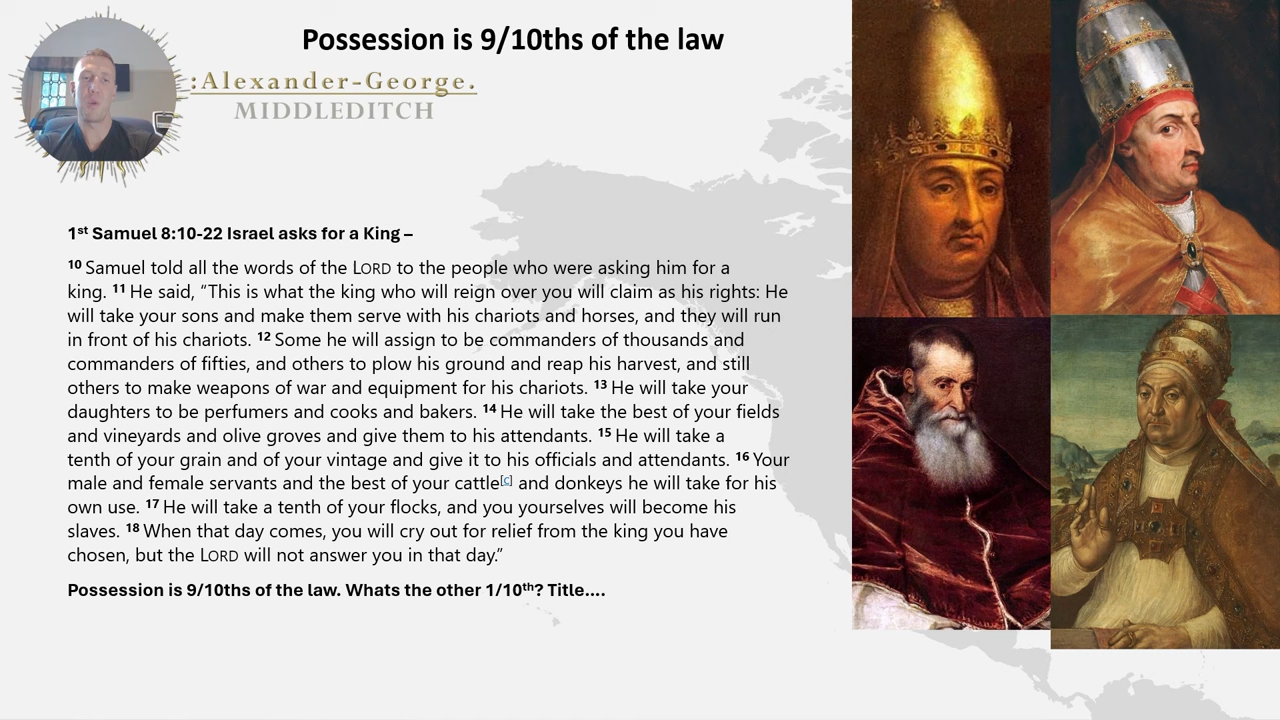 Possession is 9/10ths of the law
:Alexander-George.
MIDDLEDITCH
1st Samuel 8:10-22 Israel asks for a King –
10 Samuel told all the words of the LORD to the people who were asking him for a
king. 11 He said, “This is what the king who will reign over you will claim as his rights: He
will take your sons and make them serve with his chariots and horses, and they will run
in front of his chariots. 12 Some he will assign to be commanders of thousands and
commanders of fifties, and others to plow his ground and reap his harvest, and still
others to make weapons of war and equipment for his chariots. 13 He will take your
daughters to be perfumers and cooks and bakers. 14 He will take the best of your fields
and vineyards and olive groves and give them to his attendants. 15 He will take a
tenth of your grain and of your vintage and give it to his officials and attendants. 16 Your
male and female servants and the best of your cattle[c] and donkeys he will take for his
own use. 17 He will take a tenth of your flocks, and you yourselves will become his
slaves. 18 When that day comes, you will cry out for relief from the king you have
chosen, but the LORD will not answer you in that day.”
Possession is 9/10ths of the law. Whats the other 1/10th? Title....